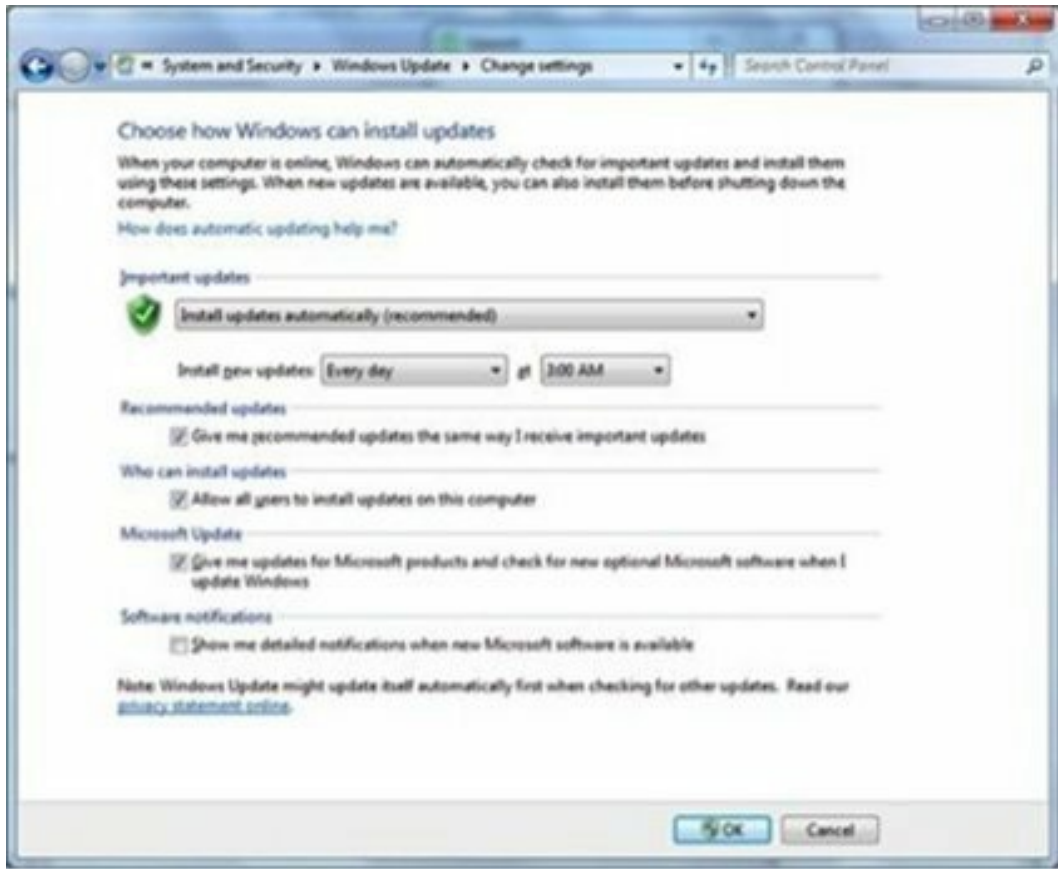 System and Security ▸ Windows Update ▸ Change settings
Search Control Panel
Choose how Windows can install updates
When your computer is online, Windows can automatically check for important updates and install them
using these settings. When new updates are available, you can also install them before shutting down the
computer.
How does automatic updating help me?
Important updates
Install updates automatically (recommended)
Install new updates: Every day at 3:00 AM
Recommended updates
Give me recommended updates the same way I receive important updates
Who can install updates
Allow all users to install updates on this computer
Microsoft Update
Give me updates for Microsoft products and check for new optional Microsoft software when I
update Windows
Software notifications
Show me detailed notifications when new Microsoft software is available
Note: Windows Update might update itself automatically first when checking for other updates. Read our
privacy statement online.
OK Cancel